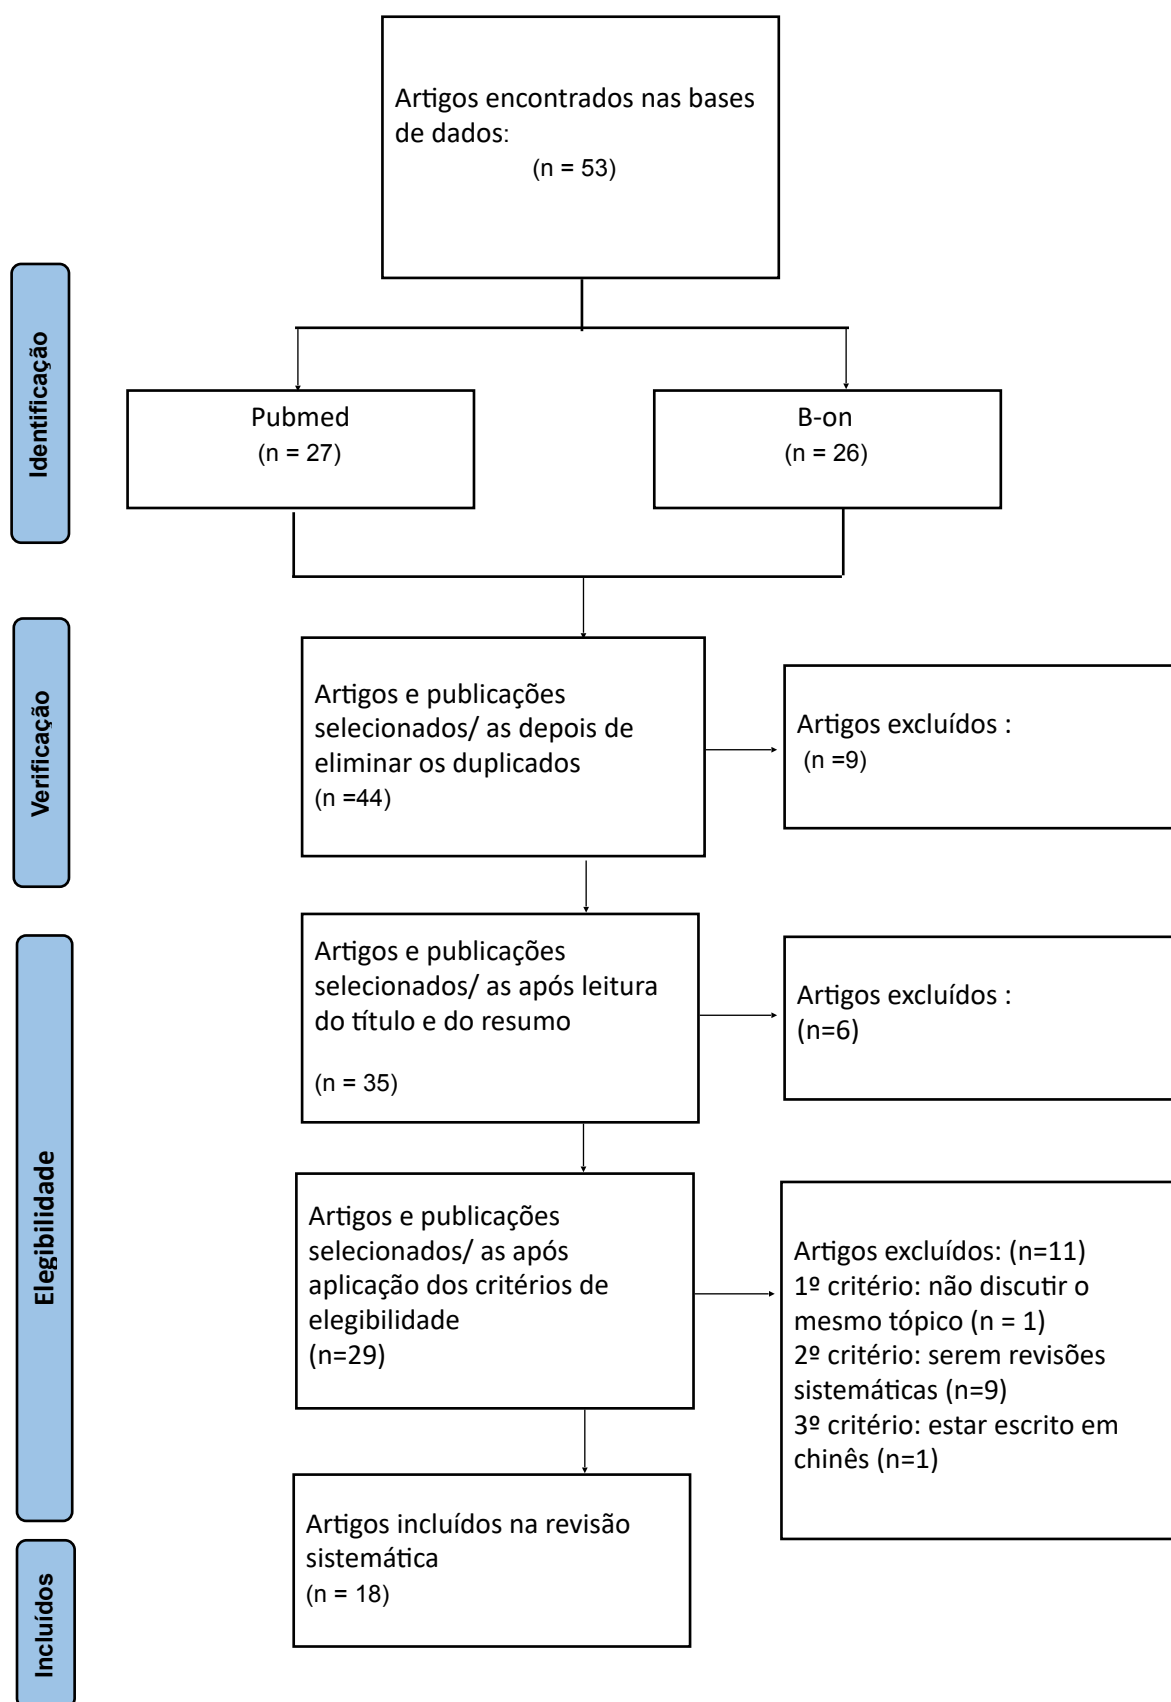 Artigos encontrados nas bases
de dados:
(n = 53)
Identificação
Pubmed
(n = 27)
B-on
(n = 26)
Verificação
Artigos e publicações
selecionados/ as depois de
eliminar os duplicados
(n =44)
Artigos excluídos :
(n =9)
Elegibilidade
Artigos e publicações
selecionados/ as após leitura
do título e do resumo
(n = 35)
Artigos excluídos :
(n=6)
Artigos e publicações
selecionados/ as após
aplicação dos critérios de
elegibilidade
(n=29)
Artigos excluídos: (n=11)
1º critério: não discutir o
mesmo tópico (n = 1)
2º critério: serem revisões
sistemáticas (n=9)
3º critério: estar escrito em
chinês (n=1)
Incluídos
Artigos incluídos na revisão
sistemática
(n = 18)